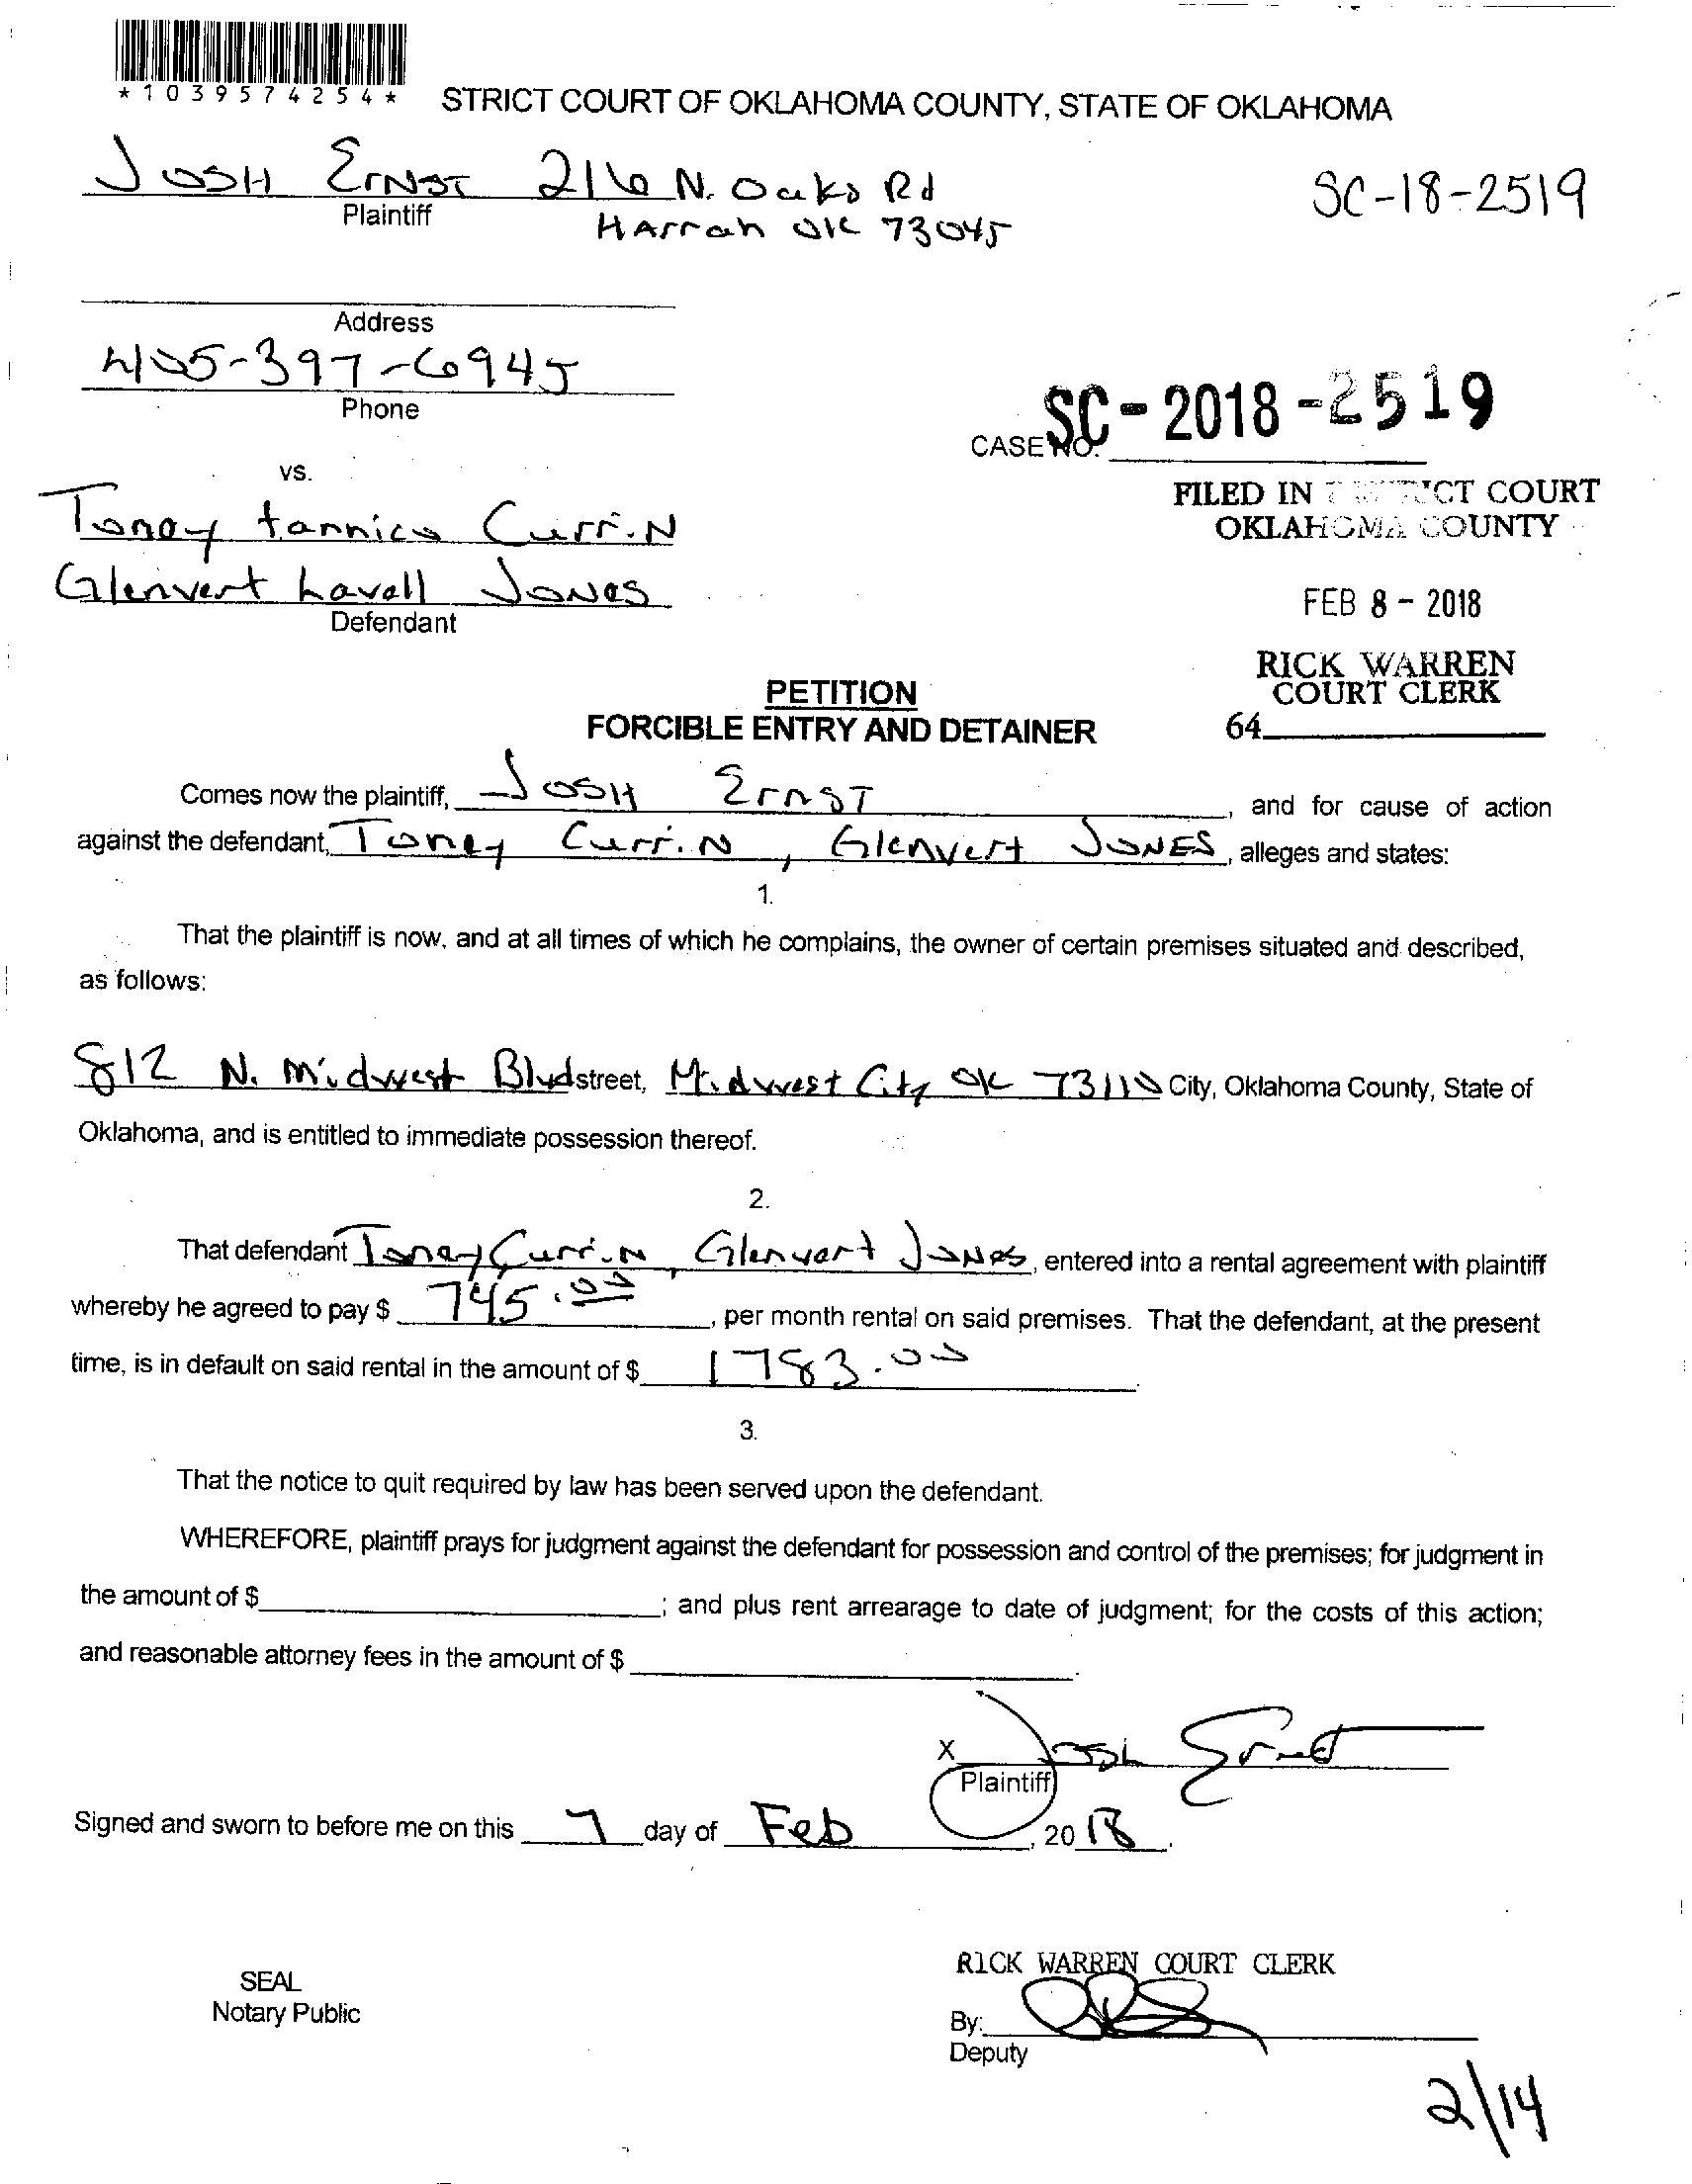 *1039574254*
STRICT COURT OF OKLAHOMA COUNTY, STATE OF OKLAHOMA
JOSH ErNST 216 N. Oaks Rd
Plaintiff
HArrah OK 73045
SC-18-2519
Address
405-397-6945
Phone
CASE NO. SC-2018-2519
vs.
FILED IN DISTRICT COURT
OKLAHOMA COUNTY
Toney tannico Currin
Glenvert Lavell Jones
Defendant
FEB 8 - 2018
RICK WARREN
COURT CLERK
64
PETITION
FORCIBLE ENTRY AND DETAINER
Comes now the plaintiff, JOSH ErnST, and for cause of action
against the defendant, Toney CurriN, Glenvert JONES, alleges and states:
1.
That the plaintiff is now, and at all times of which he complains, the owner of certain premises situated and described,
as follows:
812 N. Midwest Blvd street, Midwest City OK 73110 City, Oklahoma County, State of
Oklahoma, and is entitled to immediate possession thereof.
2.
That defendant Toney Currin, Glenvert Jones, entered into a rental agreement with plaintiff
whereby he agreed to pay $ 745.00, per month rental on said premises. That the defendant, at the present
time, is in default on said rental in the amount of $ 1783.00.
3.
That the notice to quit required by law has been served upon the defendant.
WHEREFORE, plaintiff prays for judgment against the defendant for possession and control of the premises; for judgment in
the amount of $ ; and plus rent arrearage to date of judgment; for the costs of this action;
and reasonable attorney fees in the amount of $ .
X Josh Ernst
Plaintiff
Signed and sworn to before me on this 7 day of Feb, 2018.
RICK WARREN COURT CLERK
SEAL
Notary Public
By:
Deputy
2/14